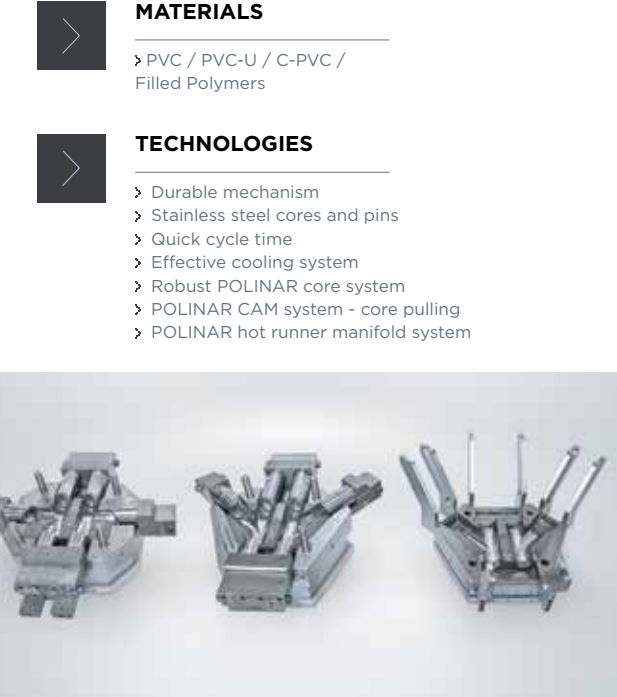 MATERIALS
PVC / PVC-U / C-PVC /
Filled Polymers
TECHNOLOGIES
Durable mechanism
Stainless steel cores and pins
Quick cycle time
Effective cooling system
Robust POLINAR core system
POLINAR CAM system - core pulling
POLINAR hot runner manifold system